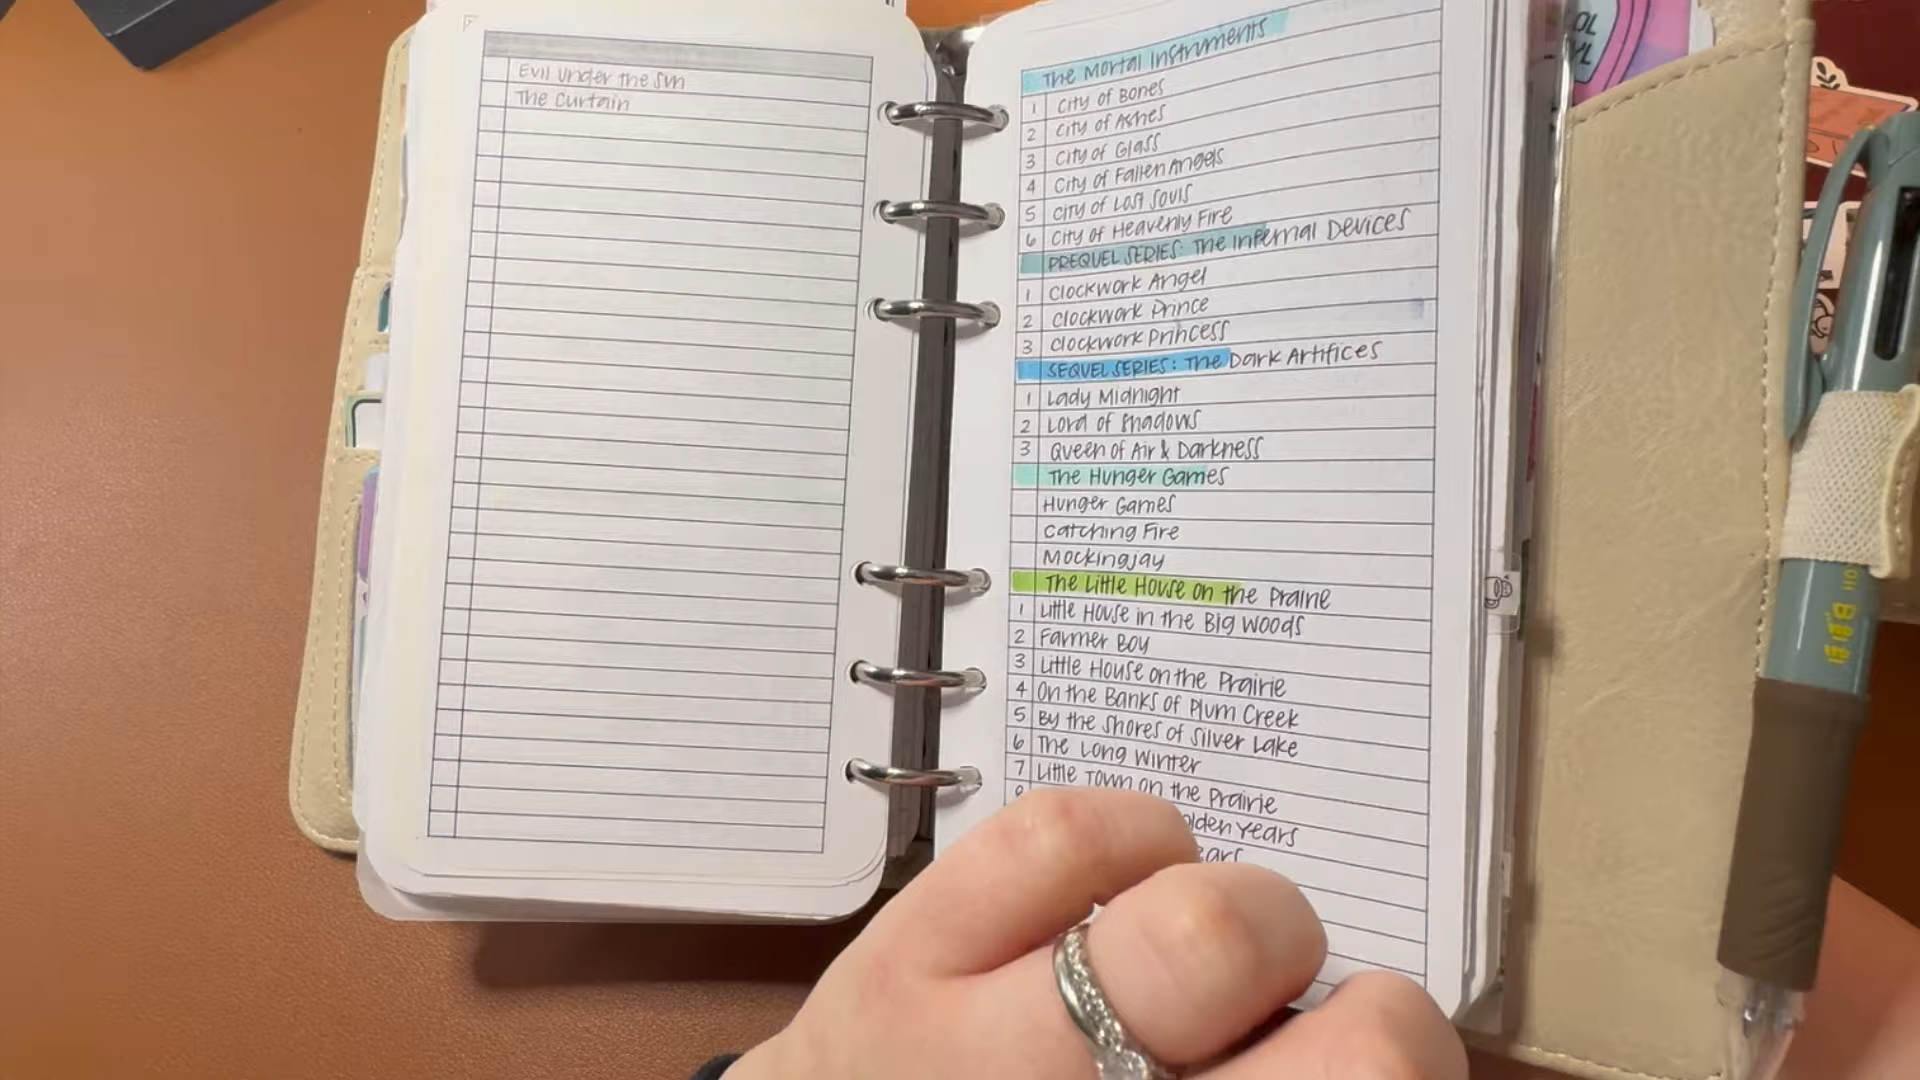 Evil Under the Sun
The Curtain
The Mortal Instruments
1 City of Bones
2 City of Ashes
3 City of Glass
4 City of Fallen Angels
5 City of Lost Souls
6 City of Heavenly Fire
PREQUEL SERIES: The Infernal Devices
1 Clockwork Angel
2 Clockwork Prince
3 Clockwork Princess
SEQUEL SERIES: The Dark Artifices
1 Lady Midnight
2 Lord of Shadows
3 Queen of Air & Darkness
The Hunger Games
Hunger Games
Catching Fire
Mockingjay
The Little House on the Prairie
1 Little House in the Big Woods
2 Farmer Boy
3 Little House on the Prairie
4 On the Banks of Plum Creek
5 By the Shores of Silver Lake
6 The Long Winter
7 Little Town on the Prairie
olden Years
ears